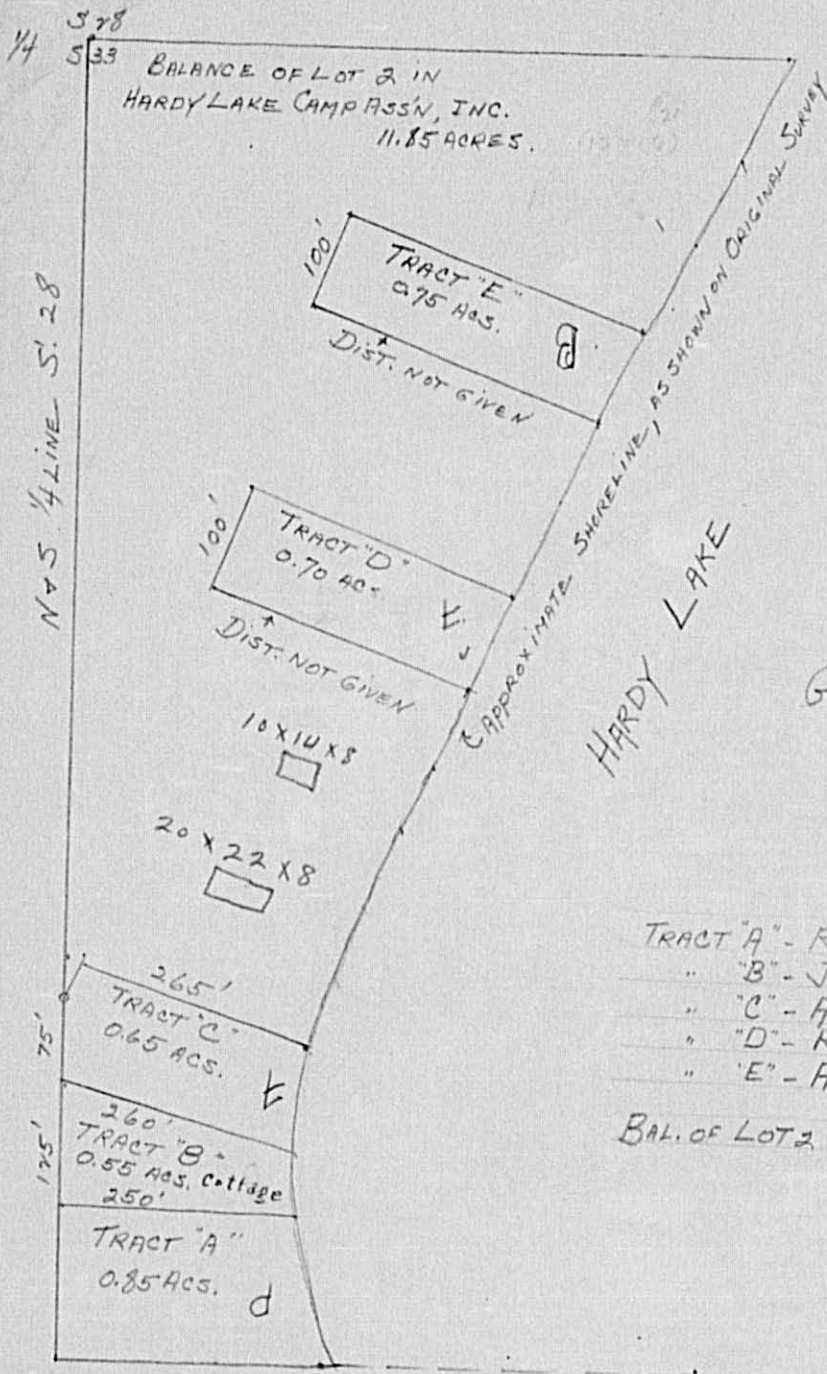 S 28
1/4 S 33
BALANCE OF LOT 2 IN
HARDY LAKE CAMP ASS'N, INC.
11.85 ACRES.
N & S 1/4 LINE S. 28
100'
TRACT "E"
0.75 ACS.
DIST. NOT GIVEN
APPROXIMATE SHORELINE, AS SHOWN ON ORIGINAL SURVEY
100'
TRACT "D"
0.70 ACS.
DIST. NOT GIVEN
HARDY LAKE
G
10 X 14 X 8
20 X 22 X 8
265'
TRACT "C"
0.65 ACS.
75'
260'
TRACT "B"
0.55 ACS. Cottage
125'
250'
TRACT "A"
0.85 ACS.
TRACT "A" -
" "B" - J
" "C" -
" "D" -
" "E" -
BAL. OF LOT 2